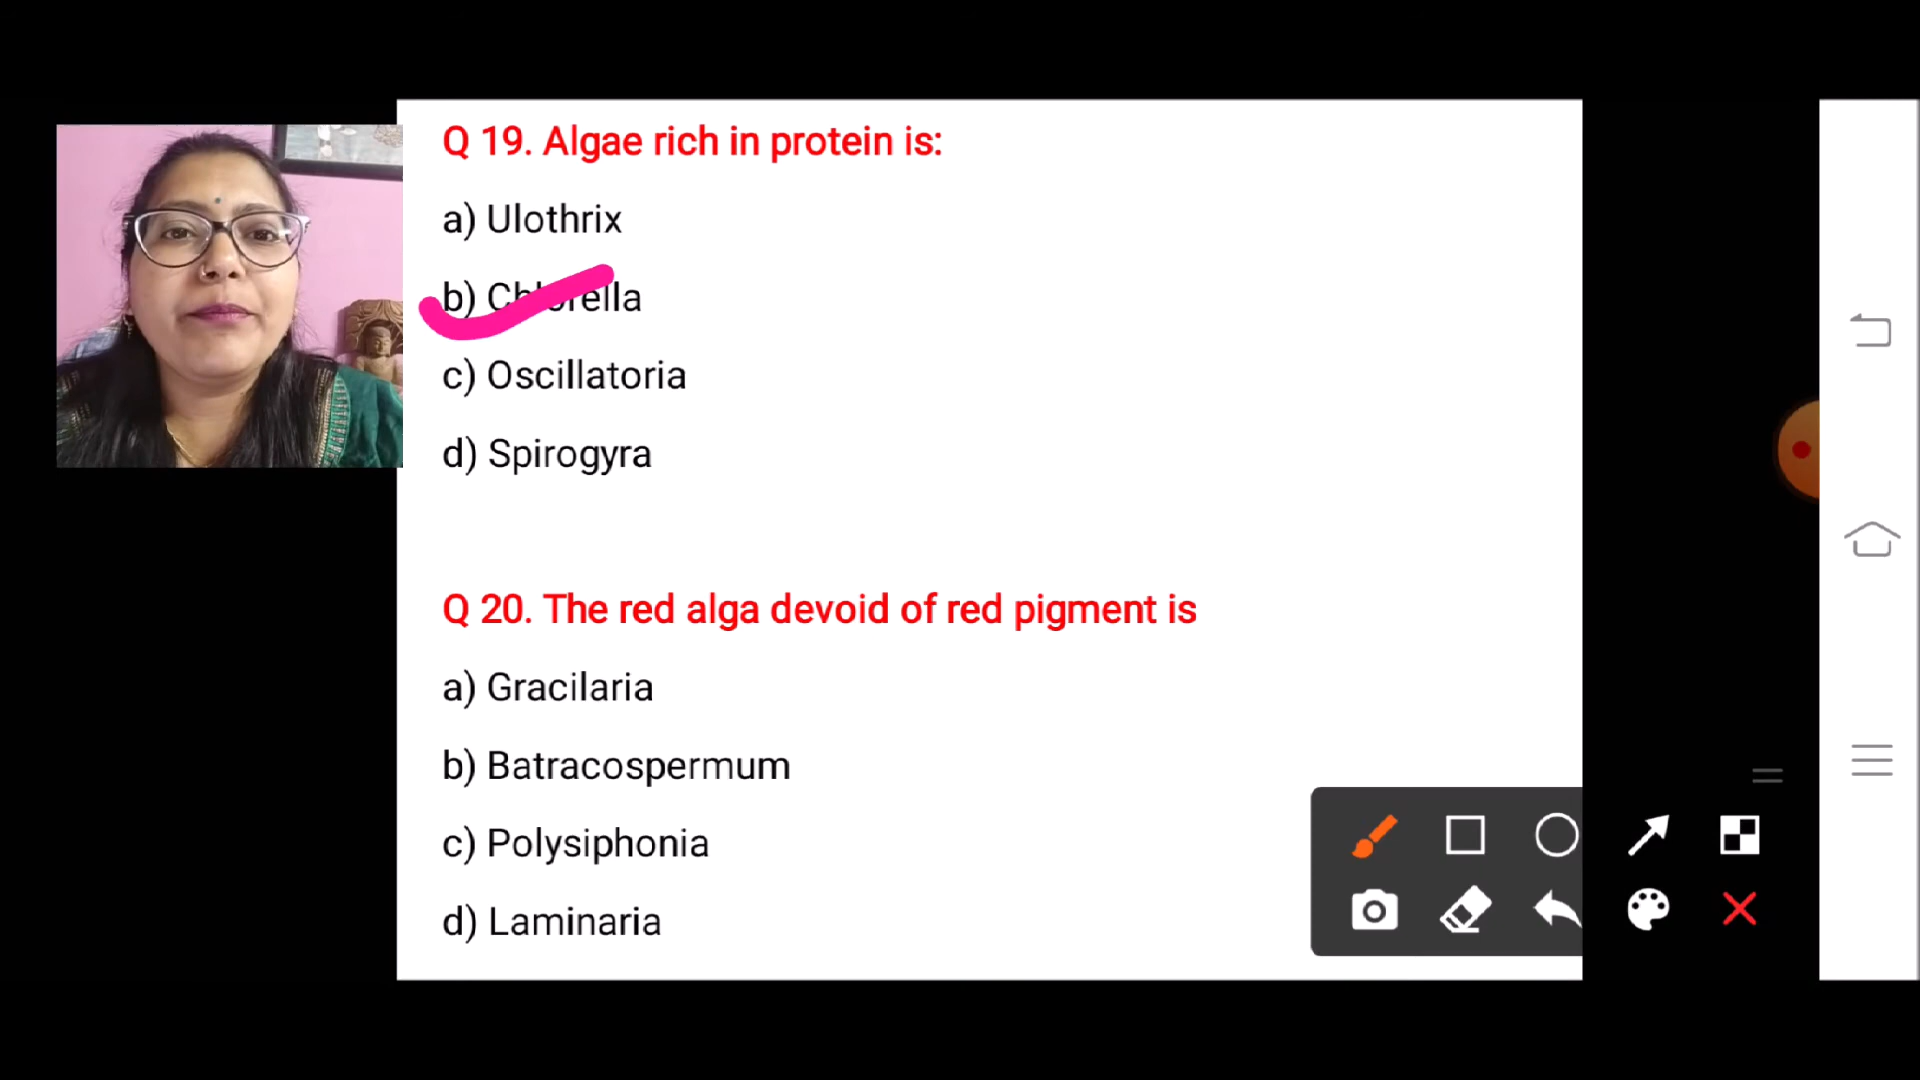 Q 19. Algae rich in protein is:
a) Ulothrix
b) Chlorella
c) Oscillatoria
d) Spirogyra
Q 20. The red alga devoid of red pigment is
a) Gracilaria
b) Batracospermum
c) Polysiphonia
d) Laminaria